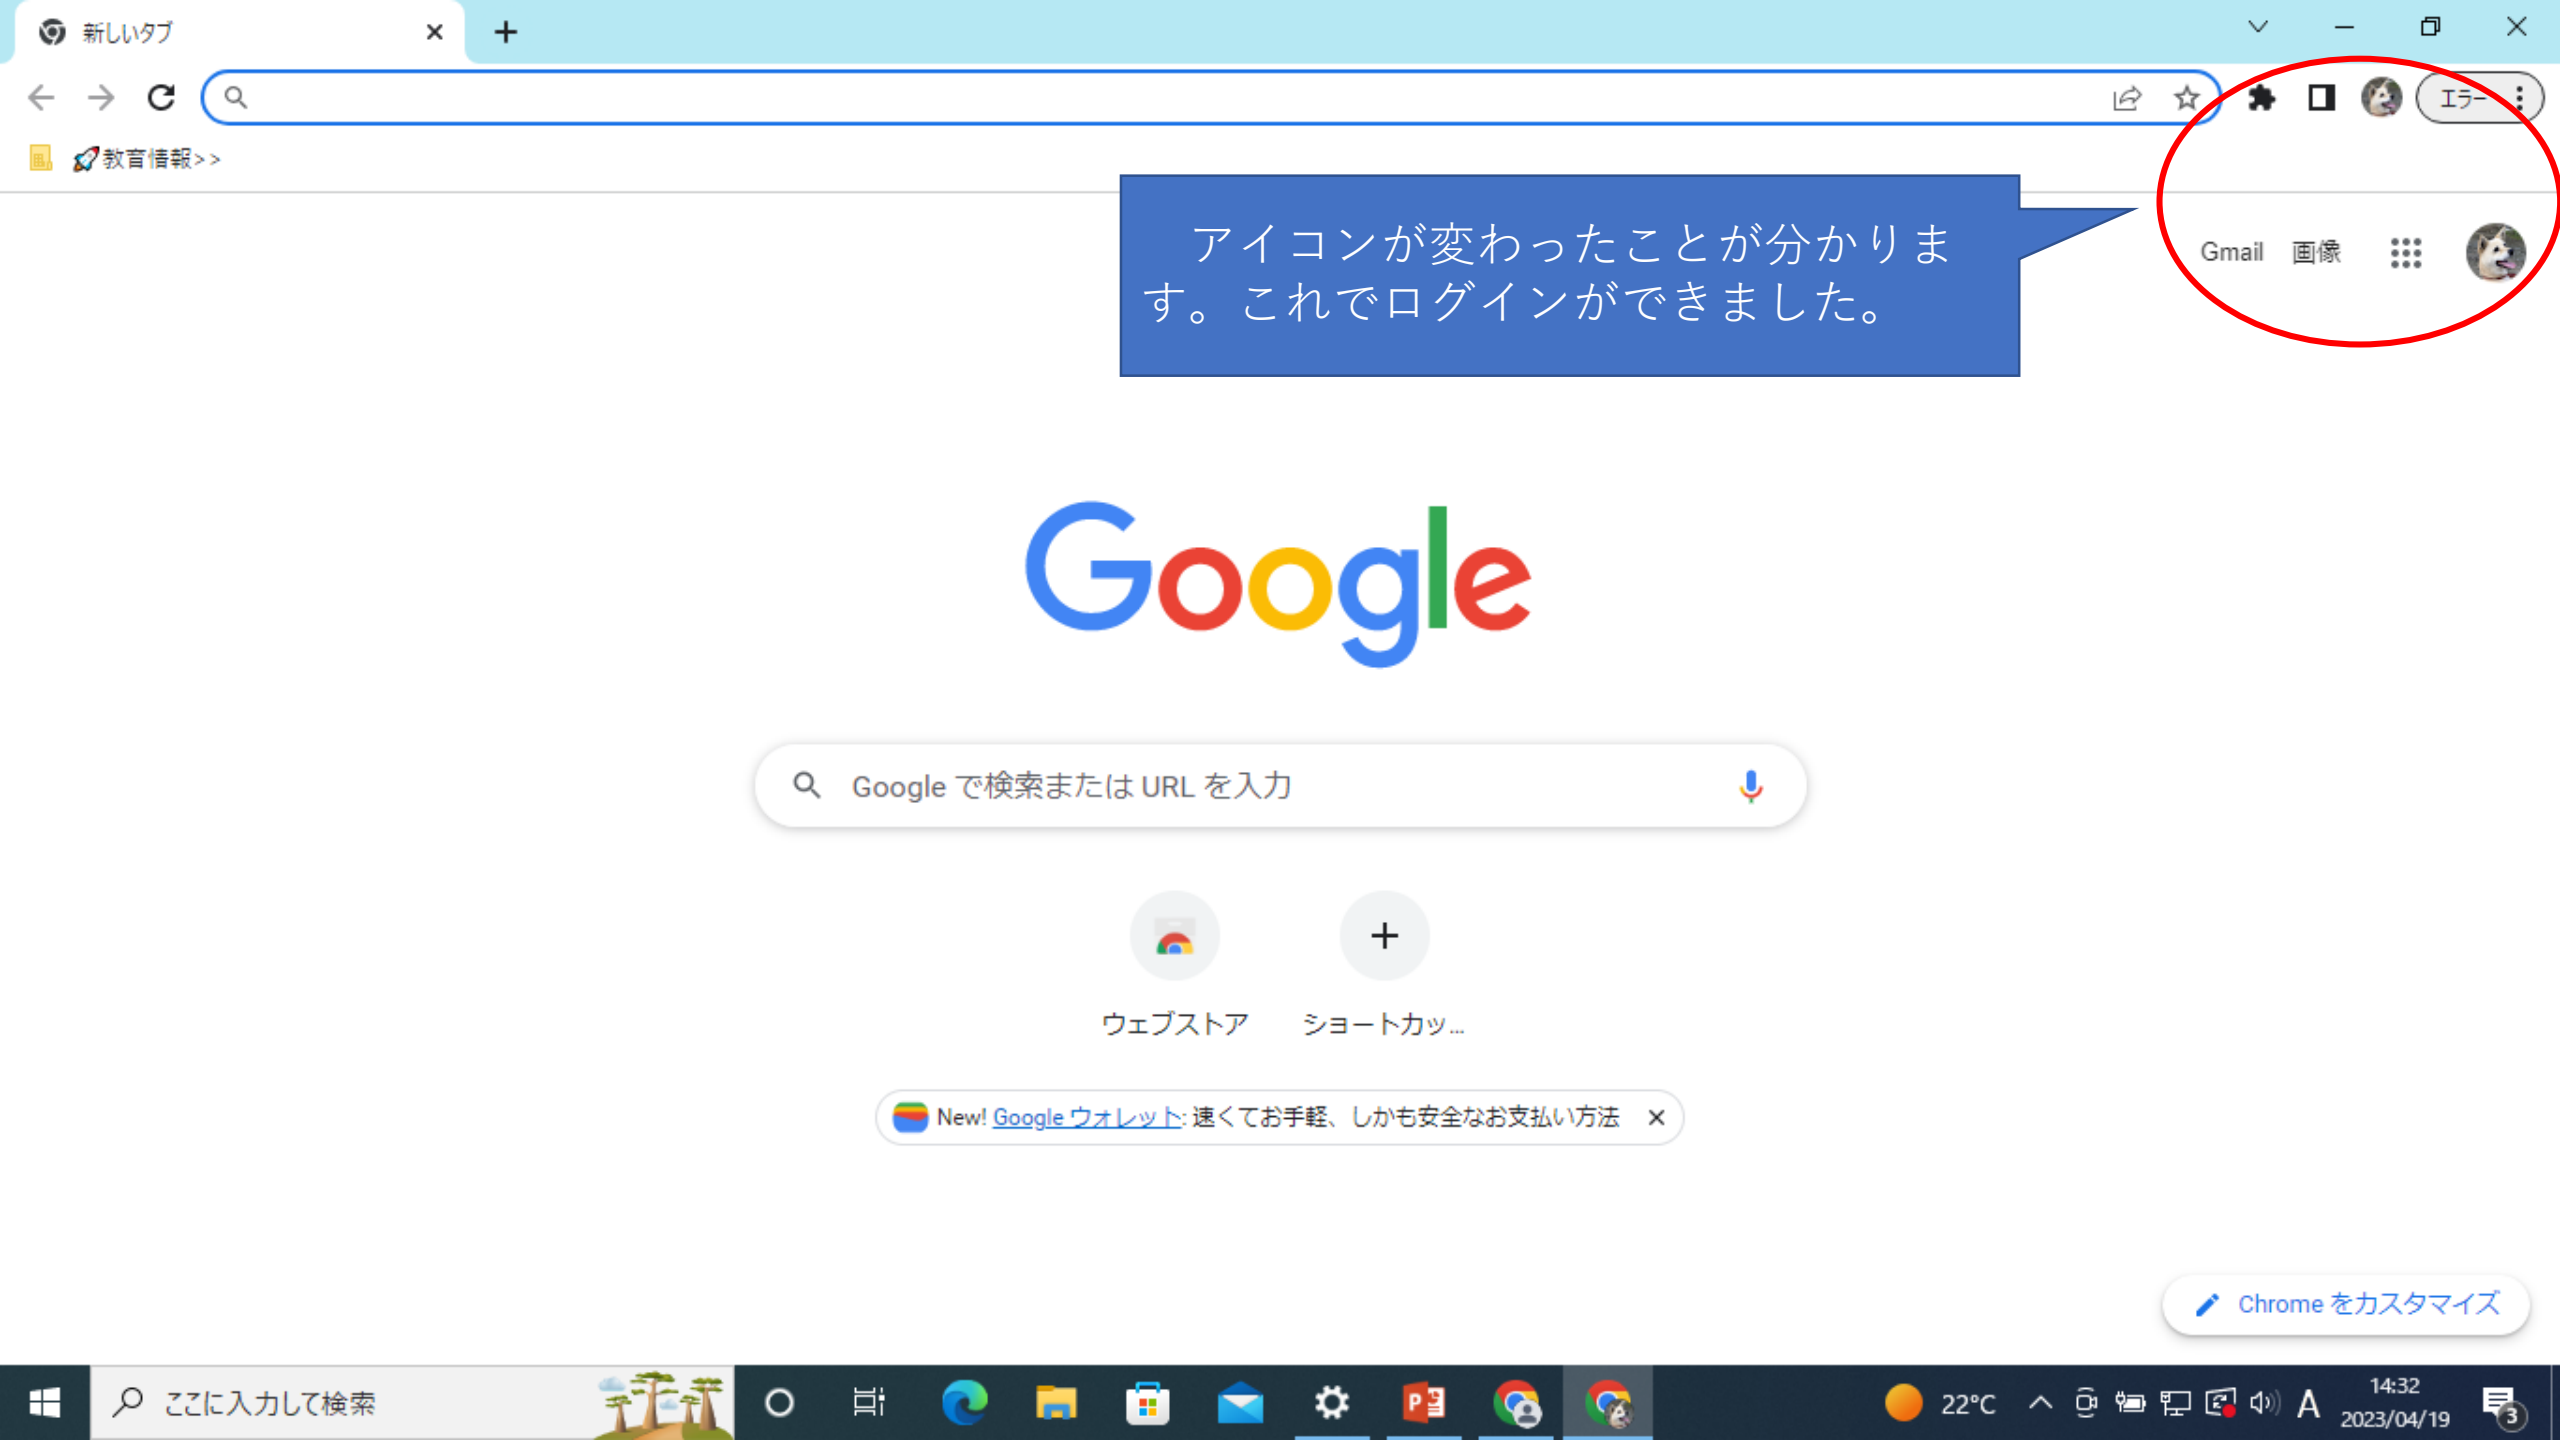 新しいタブ
エラー
教育情報>>
アイコンが変わったことが分かりま
す。これでログインができました。
Gmail 画像
Google
Google で検索または URL を入力
ウェブストア ショートカッ...
New! Google ウォレット: 速くてお手軽、しかも安全なお支払い方法
Chrome をカスタマイズ
ここに入力して検索
22°C
A
14:32
2023/04/19
3